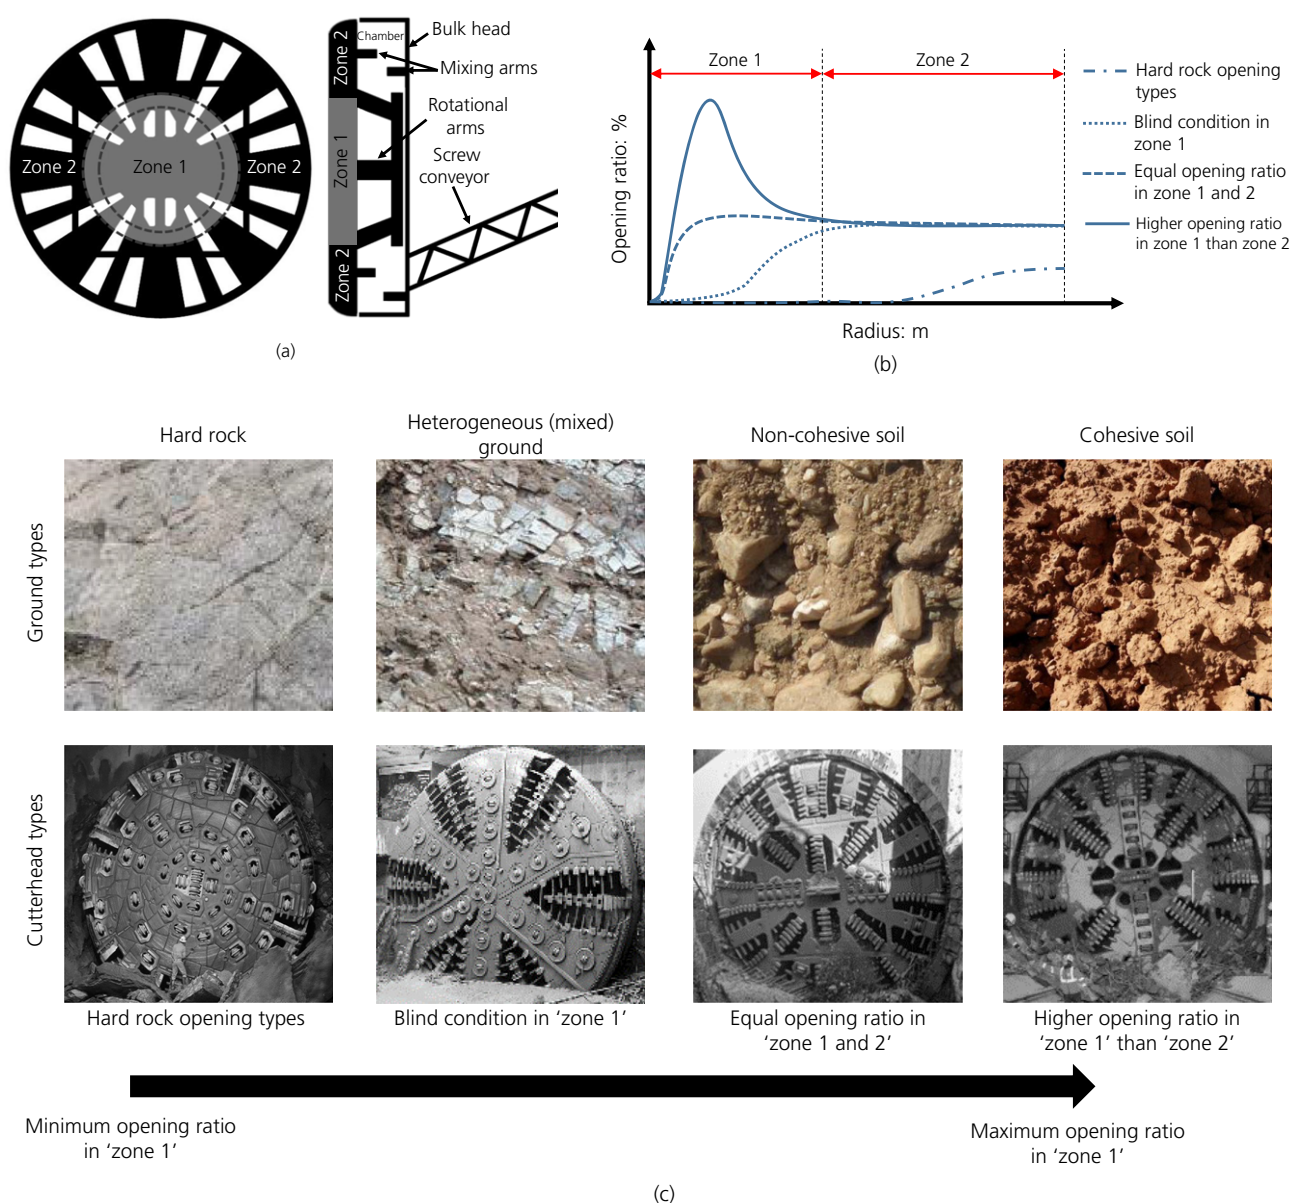 Zone 2
Zone 1
Zone 2
Zone 2
Zone 1
Zone 2
Chamber
Bulk head
Mixing arms
Rotational
arms
Screw
conveyor
(a)
Opening ratio: %
Zone 1
Zone 2
Radius: m
Hard rock opening
types
Blind condition in
zone 1
Equal opening ratio
in zone 1 and 2
Higher opening ratio
in zone 1 than zone 2
(b)
Hard rock
Heterogeneous (mixed)
ground
Non-cohesive soil
Cohesive soil
Ground types
Cutterhead types
Hard rock opening types
Blind condition in ‘zone 1’
Equal opening ratio in
‘zone 1 and 2’
Higher opening ratio in
‘zone 1’ than ‘zone 2’
Minimum opening ratio
in ‘zone 1’
Maximum opening ratio
in ‘zone 1’
(c)